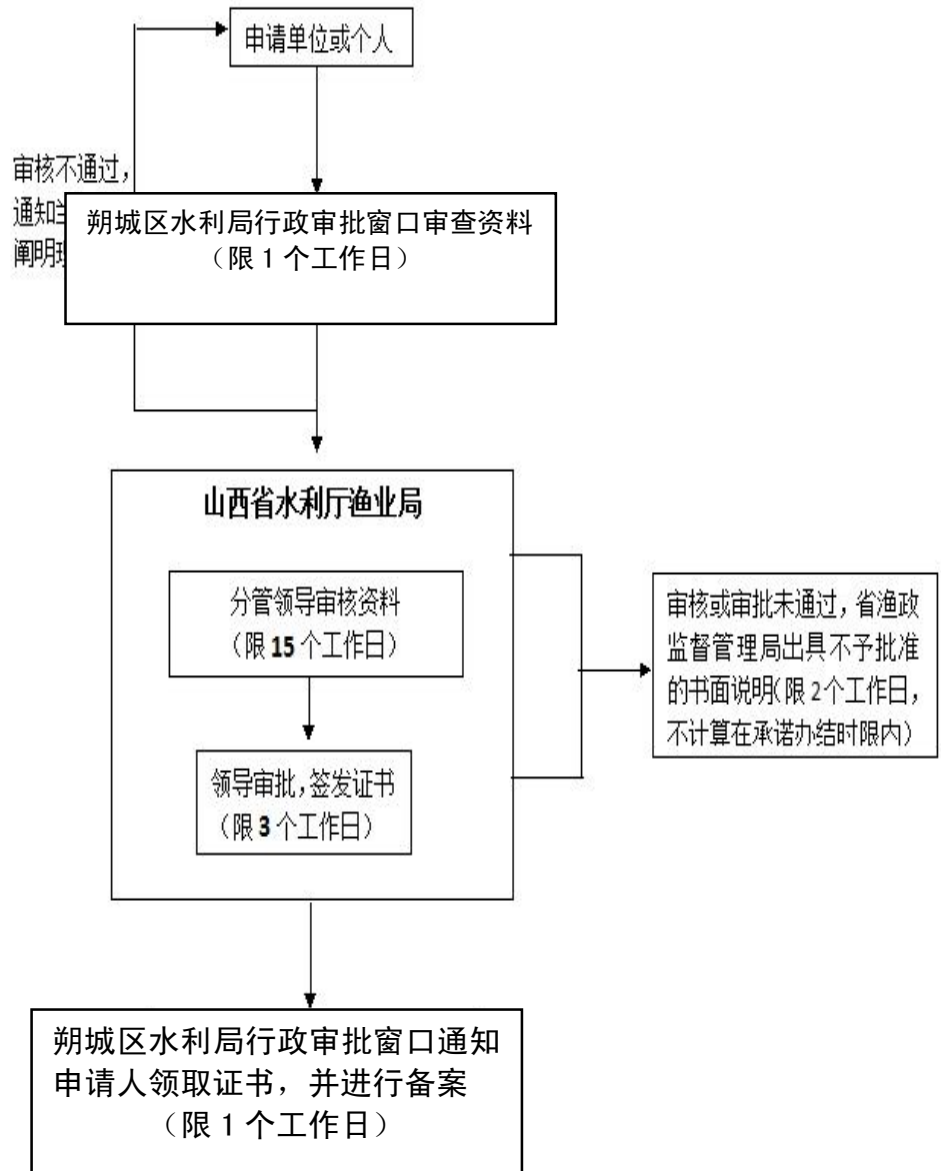 申请单位或个人
审核不通过，
通知
阐明
朔城区水利局行政审批窗口审查资料
（限 1 个工作日）
山西省水利厅渔业局
分管领导审核资料
（限 15 个工作日）
领导审批，签发证书
（限 3 个工作日）
审核或审批未通过，省渔政
监督管理局出具不予批准
的书面说明（限 2 个工作日，
不计算在承诺办结时限内）
朔城区水利局行政审批窗口通知
申请人领取证书，并进行备案
（限 1 个工作日）